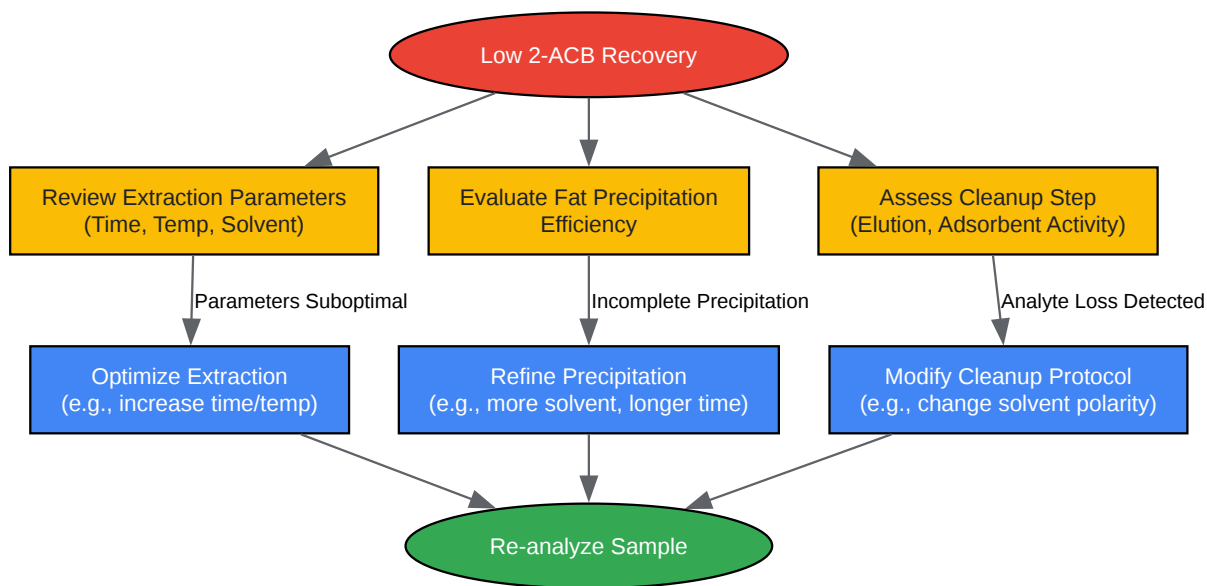 Low 2-ACB Recovery
Review Extraction Parameters
(Time, Temp, Solvent)
Evaluate Fat Precipitation
Efficiency
Assess Cleanup Step
(Elution, Adsorbent Activity)
Parameters Suboptimal
Incomplete Precipitation
Analyte Loss Detected
Optimize Extraction
(e.g., increase time/temp)
Refine Precipitation
(e.g., more solvent, longer time)
Modify Cleanup Protocol
(e.g., change solvent polarity)
Re-analyze Sample